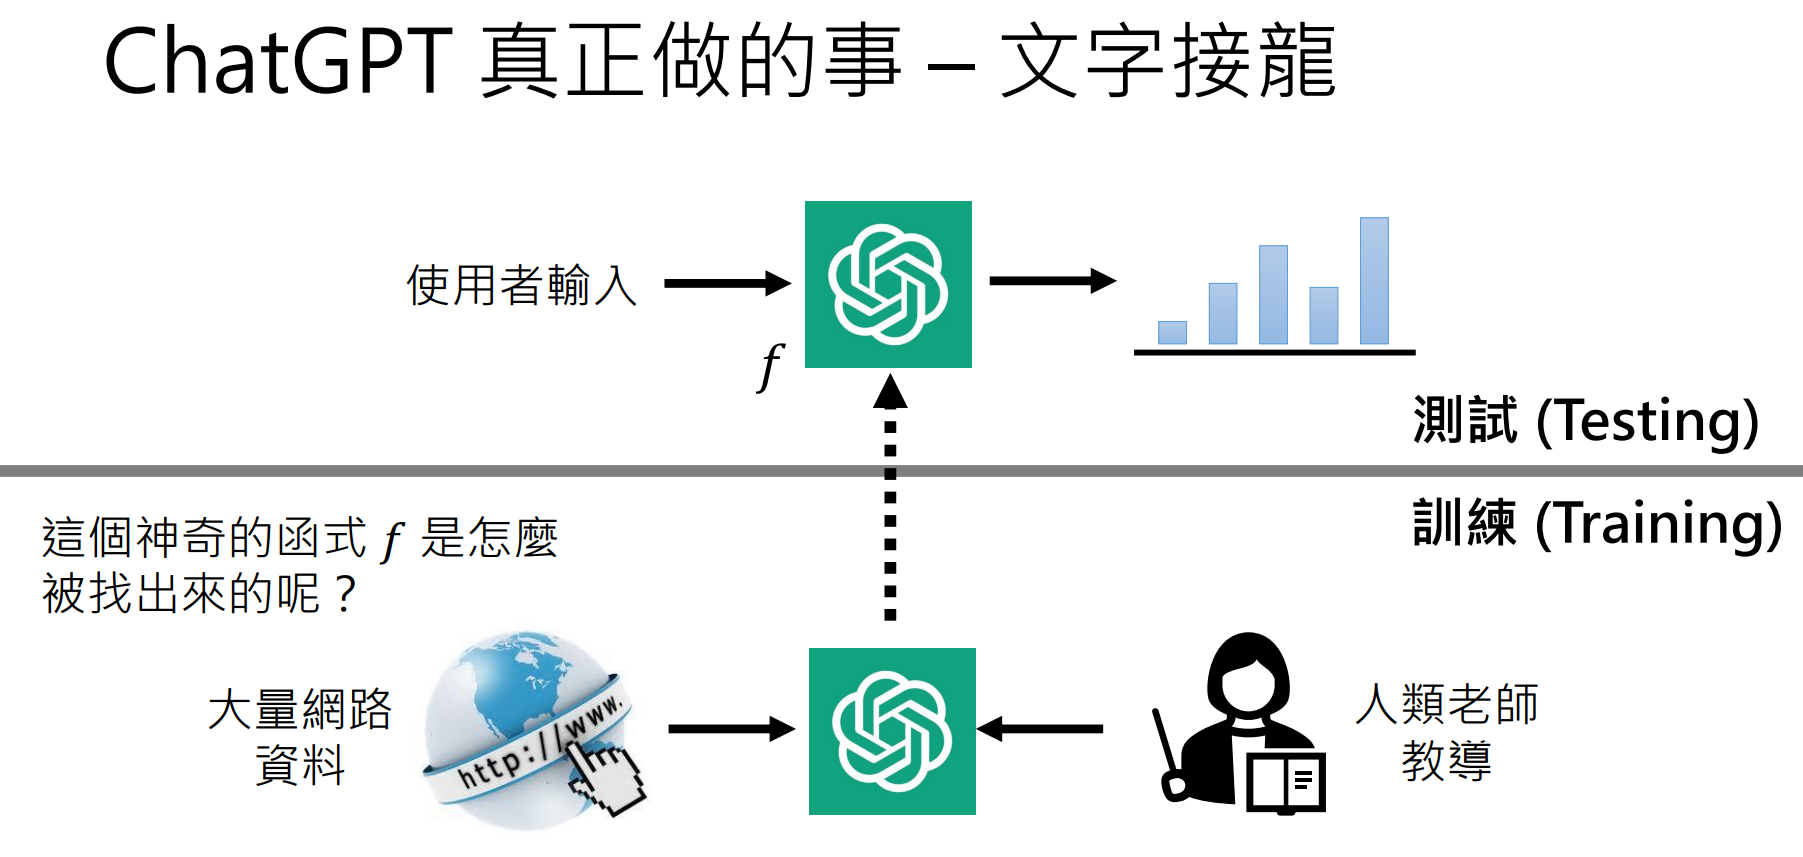 ChatGPT 真正做的事 – 文字接龍
使用者輸入
f
測試 (Testing)
訓練 (Training)
這個神奇的函式 f 是怎麼
被找出來的呢？
大量網路
資料
http://www.
人類老師
教導